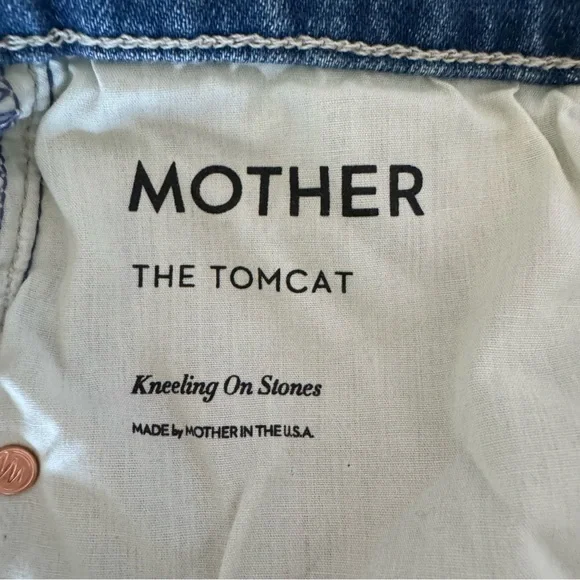 MOTHER
THE TOMCAT
Kneeling On Stones
MADE by MOTHER IN THE U.S.A.